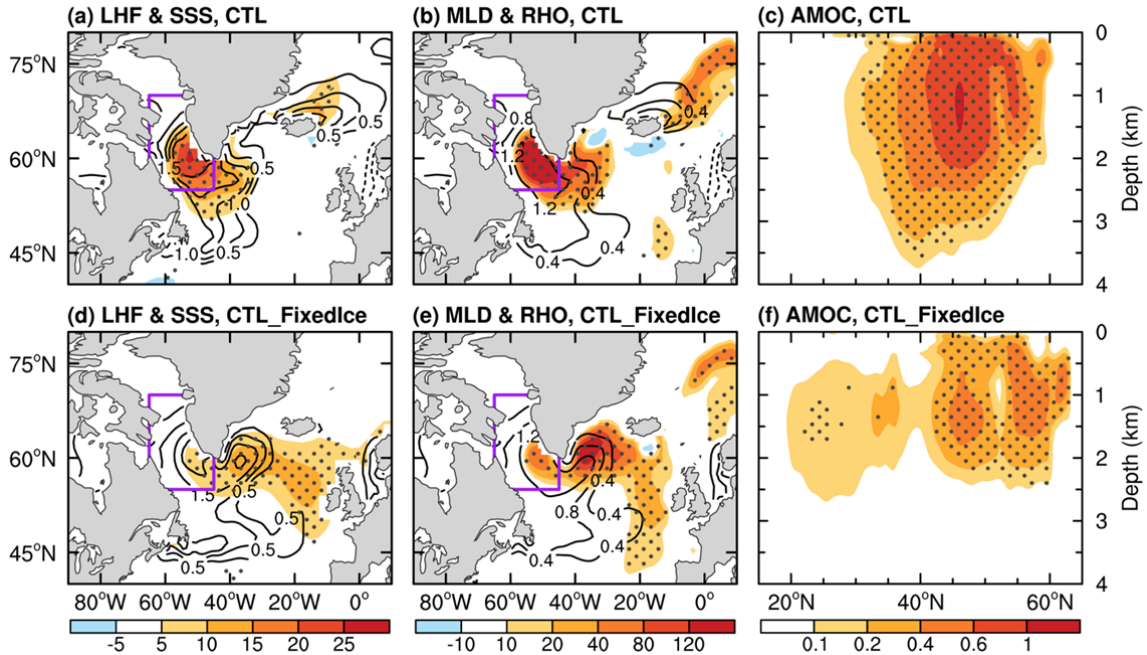 (a) LHF & SSS, CTL
(b) MLD & RHO, CTL
(c) AMOC, CTL
75°N
60°N
45°N
0.5
0.5
0.5
1.5
1.0
1.0
0.5
0.8
0.4
1.2
0.4
1.2
0.4
0.4
0
1
2
3
4
Depth (km)
(d) LHF & SSS, CTL_FixedIce
(e) MLD & RHO, CTL_FixedIce
(f) AMOC, CTL_FixedIce
75°N
60°N
45°N
1.5
0.5
0.5
0.5
0.5
1.2
0.4
0.8
0.4
0.4
0.4
0
1
2
3
4
Depth (km)
80°W 60°W 40°W 20°W 0°
80°W 60°W 40°W 20°W 0°
20°N 40°N 60°N
-5 5 10 15 20 25
-10 10 20 40 80 120
0.1 0.2 0.4 0.6 1